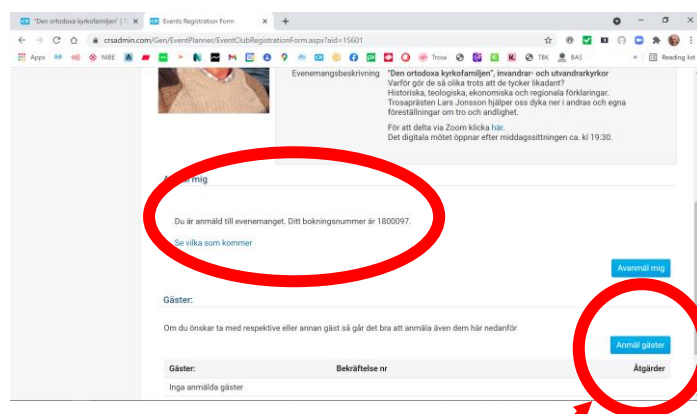 "Den ortodoxa kyrkofamiljen" | T
Events Registration Form
crsadmin.com/Gen/EventPlanner/EventClubRegistrationForm.aspx?aid=15601
Apps
NIBE
Trosa
TBK
BAS
Reading list
Evenemangsbeskrivning
"Den ortodoxa kyrkofamiljen", invandrar- och utvandrarkyrkor
Varför gör de så olika trots att de tycker likadant?
Historiska, teologiska, ekonomiska och regionala förklaringar.
Trosaprästen Lars Jonsson hjälper oss dyka ner i andras och egna
föreställningar om tro och andlighet.
För att delta via Zoom klicka här.
Det digitala mötet öppnar efter middagssittningen ca. kl 19:30.
mig
Du är anmäld till evenemanget. Ditt bokningsnummer är 1800097.
Se vilka som kommer
Avanmäl mig
Gäster:
Om du önskar ta med respektive eller annan gäst så går det bra att anmäla även dem här nedanför
Anmäl gäster
Gäster: Bekräftelse nr Åtgärder
Inga anmälda gäster